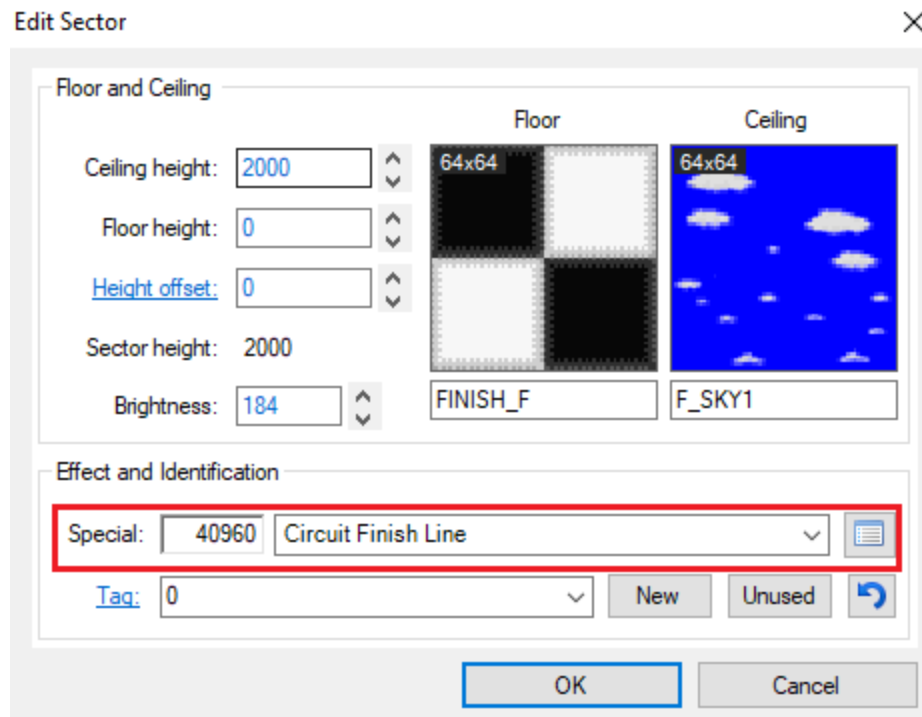 Edit Sector
Floor and Ceiling
Floor
Ceiling
Ceiling height: 2000
64x64
64x64
Floor height: 0
Height offset: 0
Sector height: 2000
Brightness: 184
FINISH_F
F_SKY1
Effect and Identification
Special: 40960 Circuit Finish Line
Tag: 0 New Unused
OK Cancel